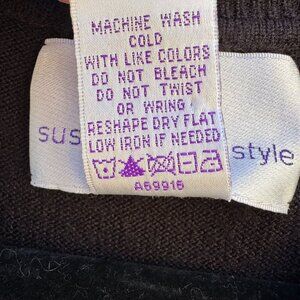 MACHINE WASH
COLD
WITH LIKE COLORS
DO NOT BLEACH
DO NOT TWIST
OR WRING
RESHAPE DRY FLAT
LOW IRON IF NEEDED
A69916
sus
style